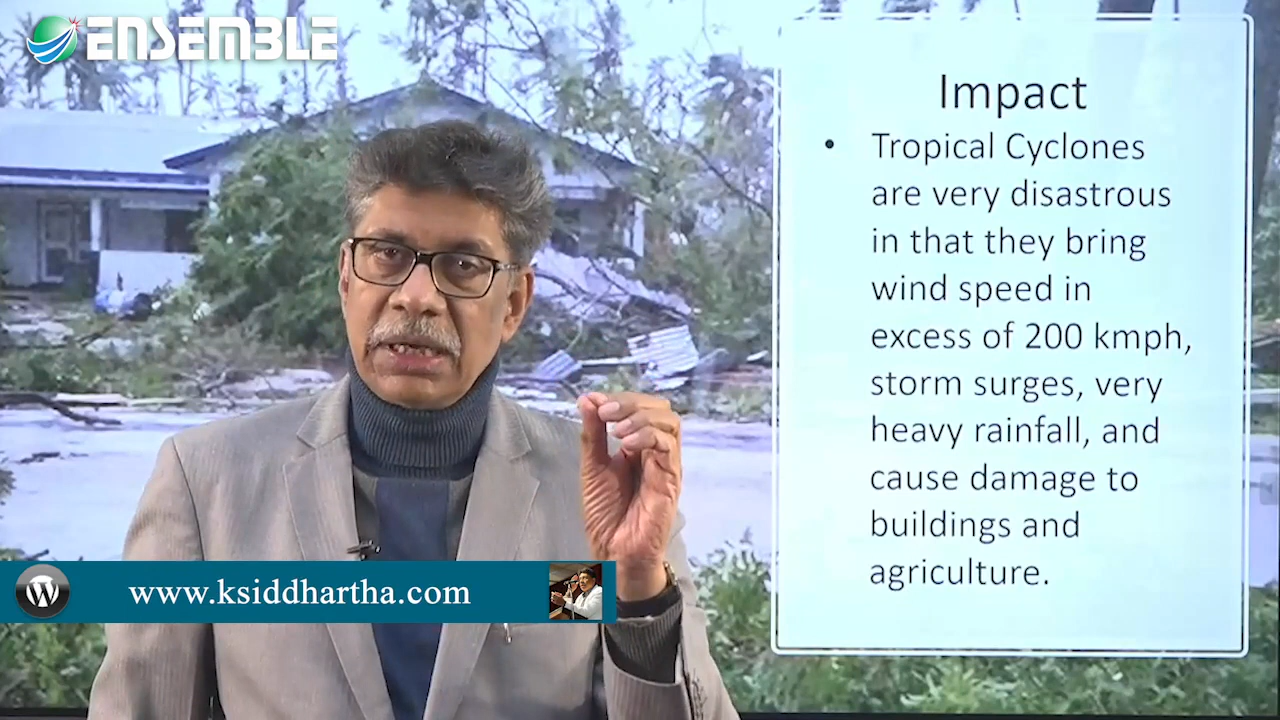 ENSEMBLE
Impact
• Tropical Cyclones
are very disastrous
in that they bring
wind speed in
excess of 200 kmph,
storm surges, very
heavy rainfall, and
cause damage to
buildings and
agriculture.
www.ksiddhartha.com